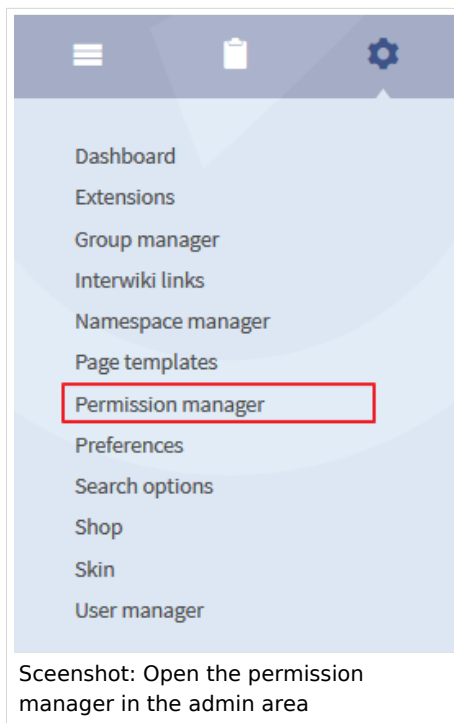 Dashboard
Extensions
Group manager
Interwiki links
Namespace manager
Page templates
Permission manager
Preferences
Search options
Shop
Skin
User manager
Sceenshot: Open the permission
manager in the admin area